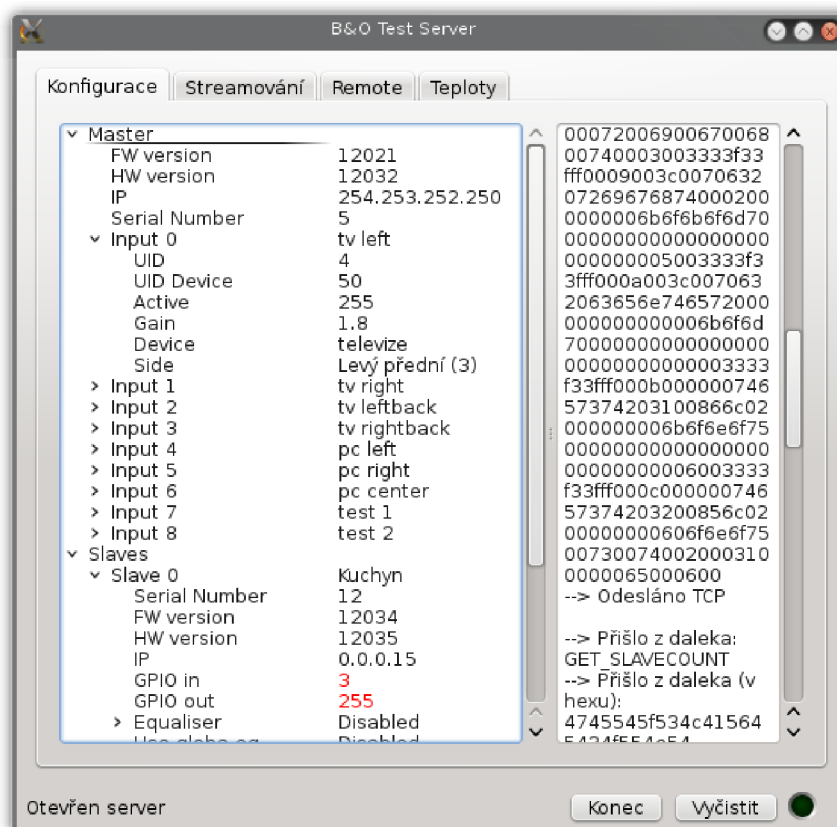 B&O Test Server
Konfigurace Streamování Remote Teploty
Master
FW version 12021
HW version 12032
IP 254.253.252.250
Serial Number 5
Input 0 tv left
UID 4
UID Device 50
Active 255
Gain 1.8
Device televize
Side Levý přední (3)
Input 1 tv right
Input 2 tv leftback
Input 3 tv rightback
Input 4 pc left
Input 5 pc right
Input 6 pc center
Input 7 test 1
Input 8 test 2
Slaves
Slave 0 Kuchyn
Serial Number 12
FW version 12034
HW version 12035
IP 0.0.0.15
GPIO in 3
GPIO out 255
Equaliser Disabled
00072006900670068
00740003003333f33
fff0009003c0070632
07269676874000200
0000006b6f6b6f6d70
00000000000000000
000000005003333f3
3fff000a003c007063
2063656e746572000
000000000006b6f6d
70000000000000000
00000000000003333
f33fff000b000000746
57374203100866c02
000000006b6f6e6f75
00000000000000000
00000000006003333
f33fff000c000000746
57374203200856c02
00000000606f6e6f75
00730074002000310
0000065000600
--> Odesláno TCP
--> Přišlo z daleka:
GET_SLAVECOUNT
--> Přišlo z daleka (v
hexu):
4745545f534c41564
Otevřen server
Konec Vyčistit